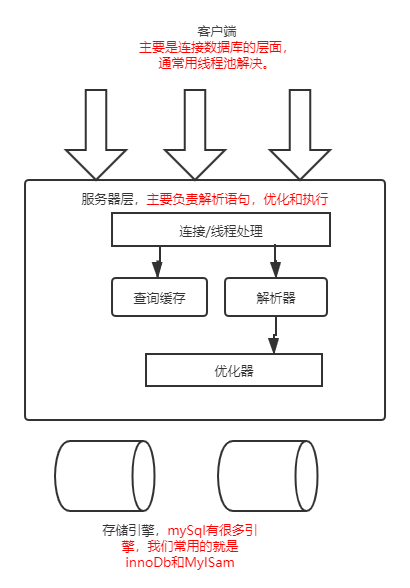 客户端
主要是连接数据库的层面，
通常用线程池解决。
服务器层，主要负责解析语句，优化和执行
连接/线程处理
查询缓存
解析器
优化器
存储引擎，mySql有很多引
擎，我们常用的就是
innoDb和MyISam